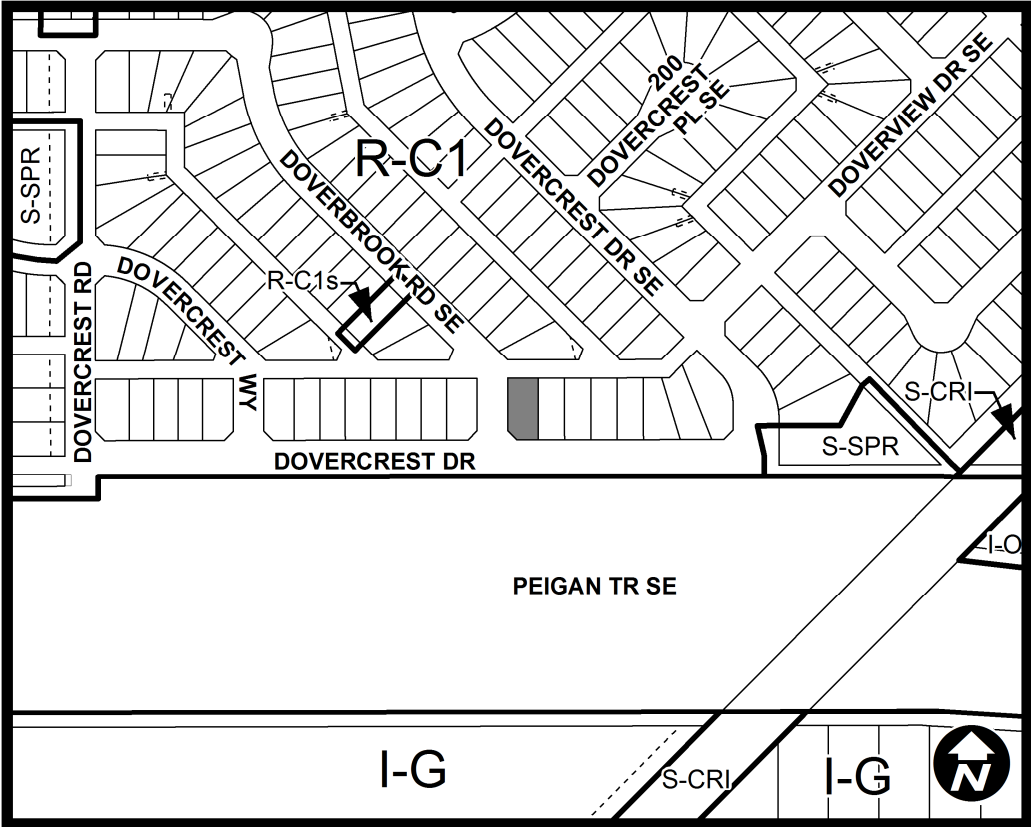 200
DOVERCREST
PL SE
DOVERVIEW DR SE
R-C1
DOVERCREST DR SE
S-SPR
DOVERBROOK RD SE
R-C1s
DOVERCREST
WY
DOVERCREST RD
S-CRI
S-SPR
DOVERCREST DR
I-O
PEIGAN TR SE
I-G
S-CRI
I-G
N